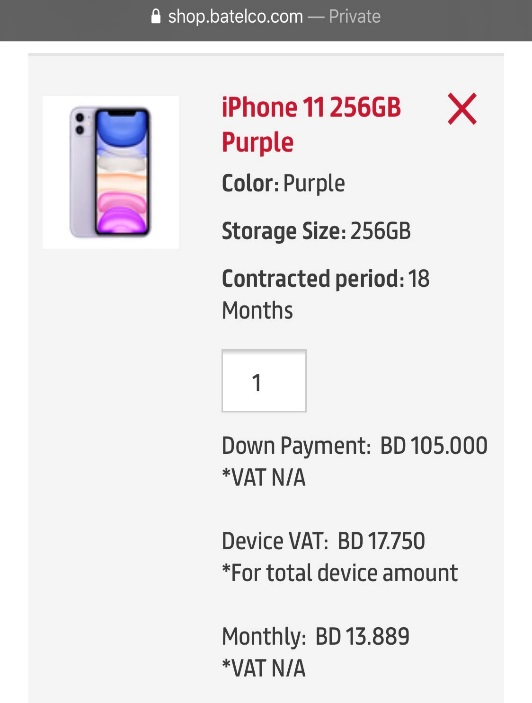 shop.batelco.com — Private
iPhone 11 256GB
Purple
Color: Purple
Storage Size: 256GB
Contracted period: 18
Months
1
Down Payment: BD 105.000
*VAT N/A
Device VAT: BD 17.750
*For total device amount
Monthly: BD 13.889
*VAT N/A